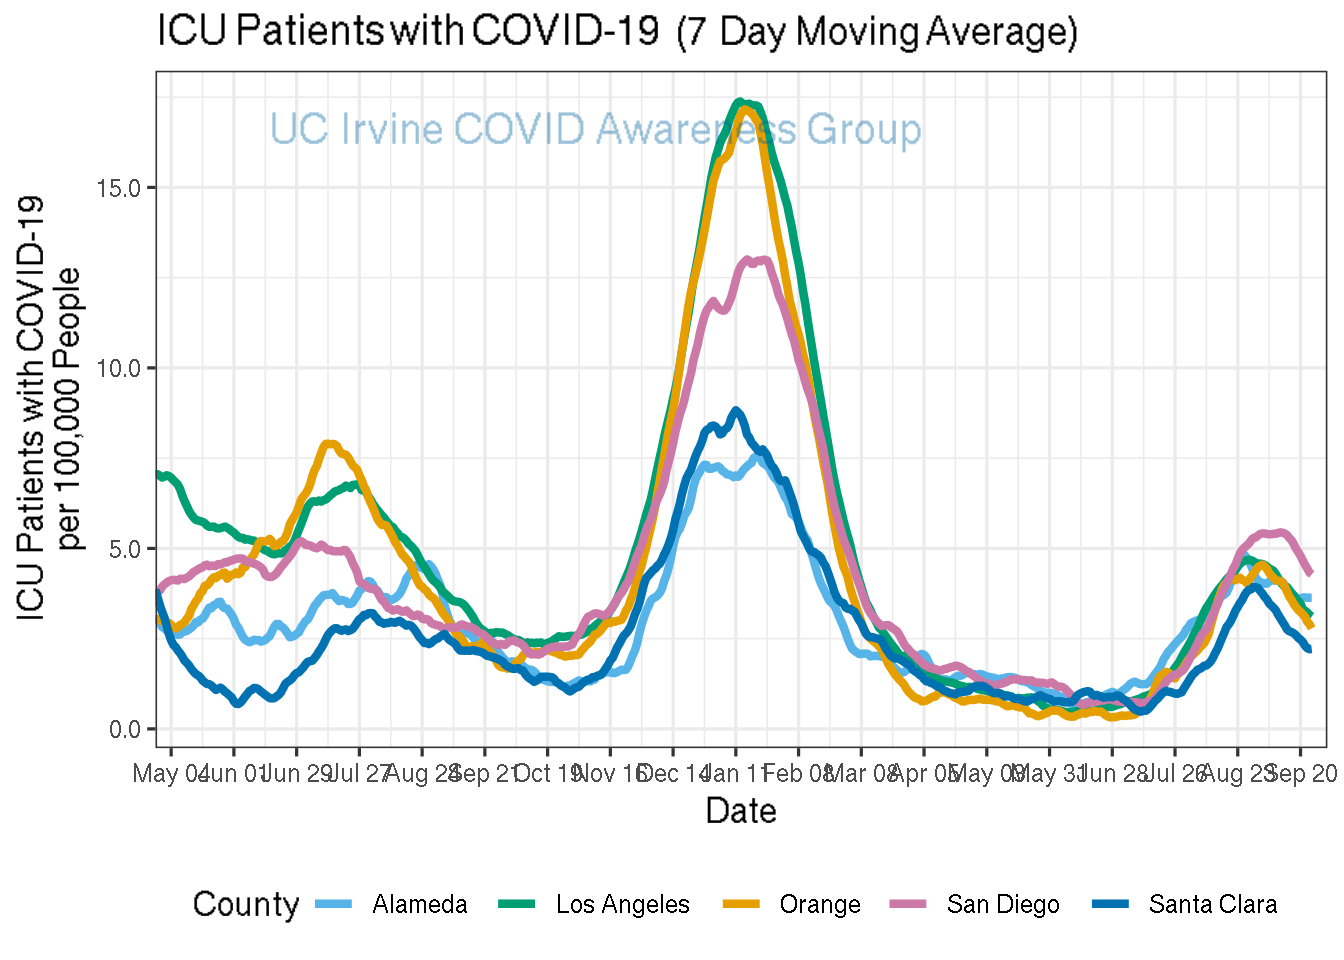 ICU Patients with COVID-19 (7 Day Moving Average)
UC Irvine COVID Awareness Group
ICU Patients with COVID-19
per 100,000 People
15.0
10.0
5.0
0.0
May 04 Jun 01 Jun 29 Jul 27 Aug 24 Sep 21 Oct 19 Nov 16 Dec 14 Jan 11 Feb 08 Mar 08 Apr 05 May 03 May 31 Jun 28 Jul 26 Aug 23 Sep 20
Date
County Alameda Los Angeles Orange San Diego Santa Clara